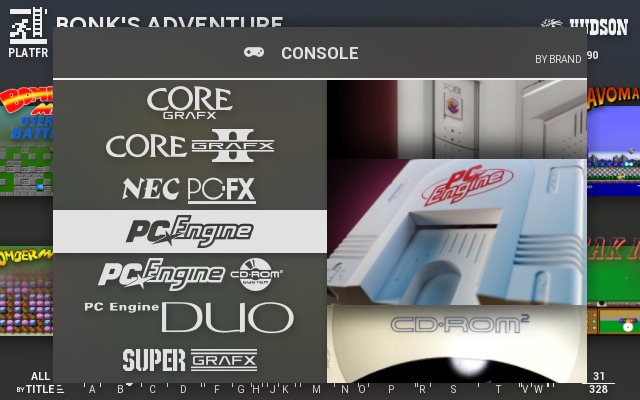 BONK'S ADVENTURE
HUDSON
PLATFR
90
CONSOLE
BY BRAND
CORE
GRAFX
CORE GRAFX II
NEC PC-FX
PC Engine
PC Engine CD-ROM²
SYSTEM
PC Engine DUO
SUPER GRAFX
PC-FX
PC Engine
CD-ROM²
ALL
BY TITLE
A B C D F G H J K M N O P R S T V W
31
328